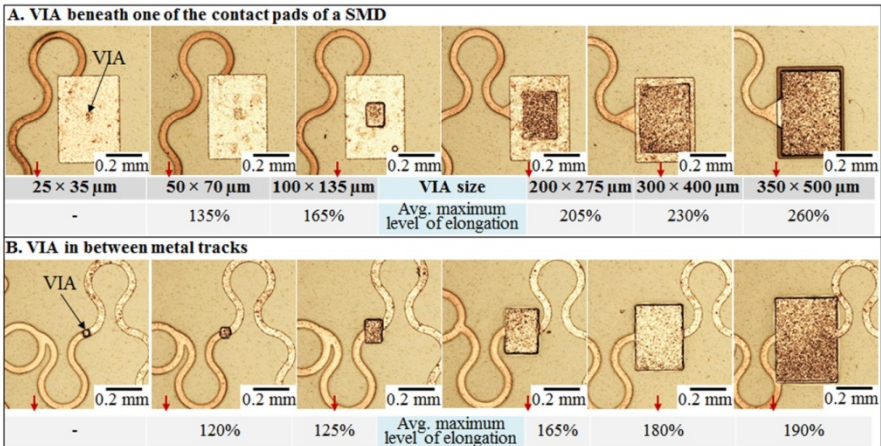 A. VIA beneath one of the contact pads of a SMD
VIA
0.2 mm 0.2 mm 0.2 mm 0.2 mm 0.2 mm 0.2 mm
25 × 35 µm 50 × 70 µm 100 × 135 µm VIA size 200 × 275 µm 300 × 400 µm 350 × 500 µm
- 135% 165% Avg. maximum level of elongation 205% 230% 260%
B. VIA in between metal tracks
VIA
0.2 mm 0.2 mm 0.2 mm 0.2 mm 0.2 mm 0.2 mm
- 120% 125% Avg. maximum level of elongation 165% 180% 190%